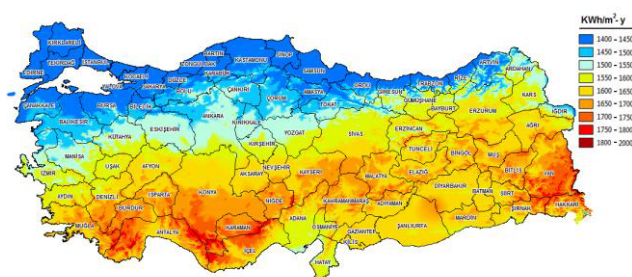 KWh/m²- y
1400 – 1450
1450 – 1500
1500 – 1550
1550 – 1600
1600 – 1650
1650 – 1700
1700 – 1750
1750 – 1800
1800 – 2000
KIRKLARELİ
EDİRNE
TEKİRDAĞ
İSTANBUL
KOCAELİ
SAKARYA
DÜZCE
ZONGULDAK
BARTIN
KARABÜK
KASTAMONU
SİNOP
SAMSUN
ORDU
GİRESUN
TRABZON
RİZE
ARTVİN
ARDAHAN
KARS
IĞDIR
AĞRI
ÇANAKKALE
BALIKESİR
BURSA
BİLECİK
BOLU
ÇANKIRI
ÇORUM
AMASYA
TOKAT
GÜMÜŞHANE
BAYBURT
ERZURUM
ERZİNCAN
SİVAS
YOZGAT
KIRIKKALE
ANKARA
ESKİŞEHİR
KÜTAHYA
MANİSA
İZMİR
UŞAK
AFYON
KIRŞEHİR
NEVŞEHİR
AKSARAY
KAYSERİ
MALATYA
ELAZIĞ
TUNCELİ
BİNGÖL
MUŞ
BİTLİS
VAN
HAKKARİ
ŞIRNAK
SİİRT
BATMAN
DİYARBAKIR
MARDİN
ŞANLIURFA
ADIYAMAN
KAHRAMANMARAŞ
GAZİANTEP
KİLİS
OSMANİYE
HATAY
ADANA
NİĞDE
KONYA
KARAMAN
İÇEL
ANTALYA
ISPARTA
BURDUR
DENİZLİ
AYDIN
MUĞLA